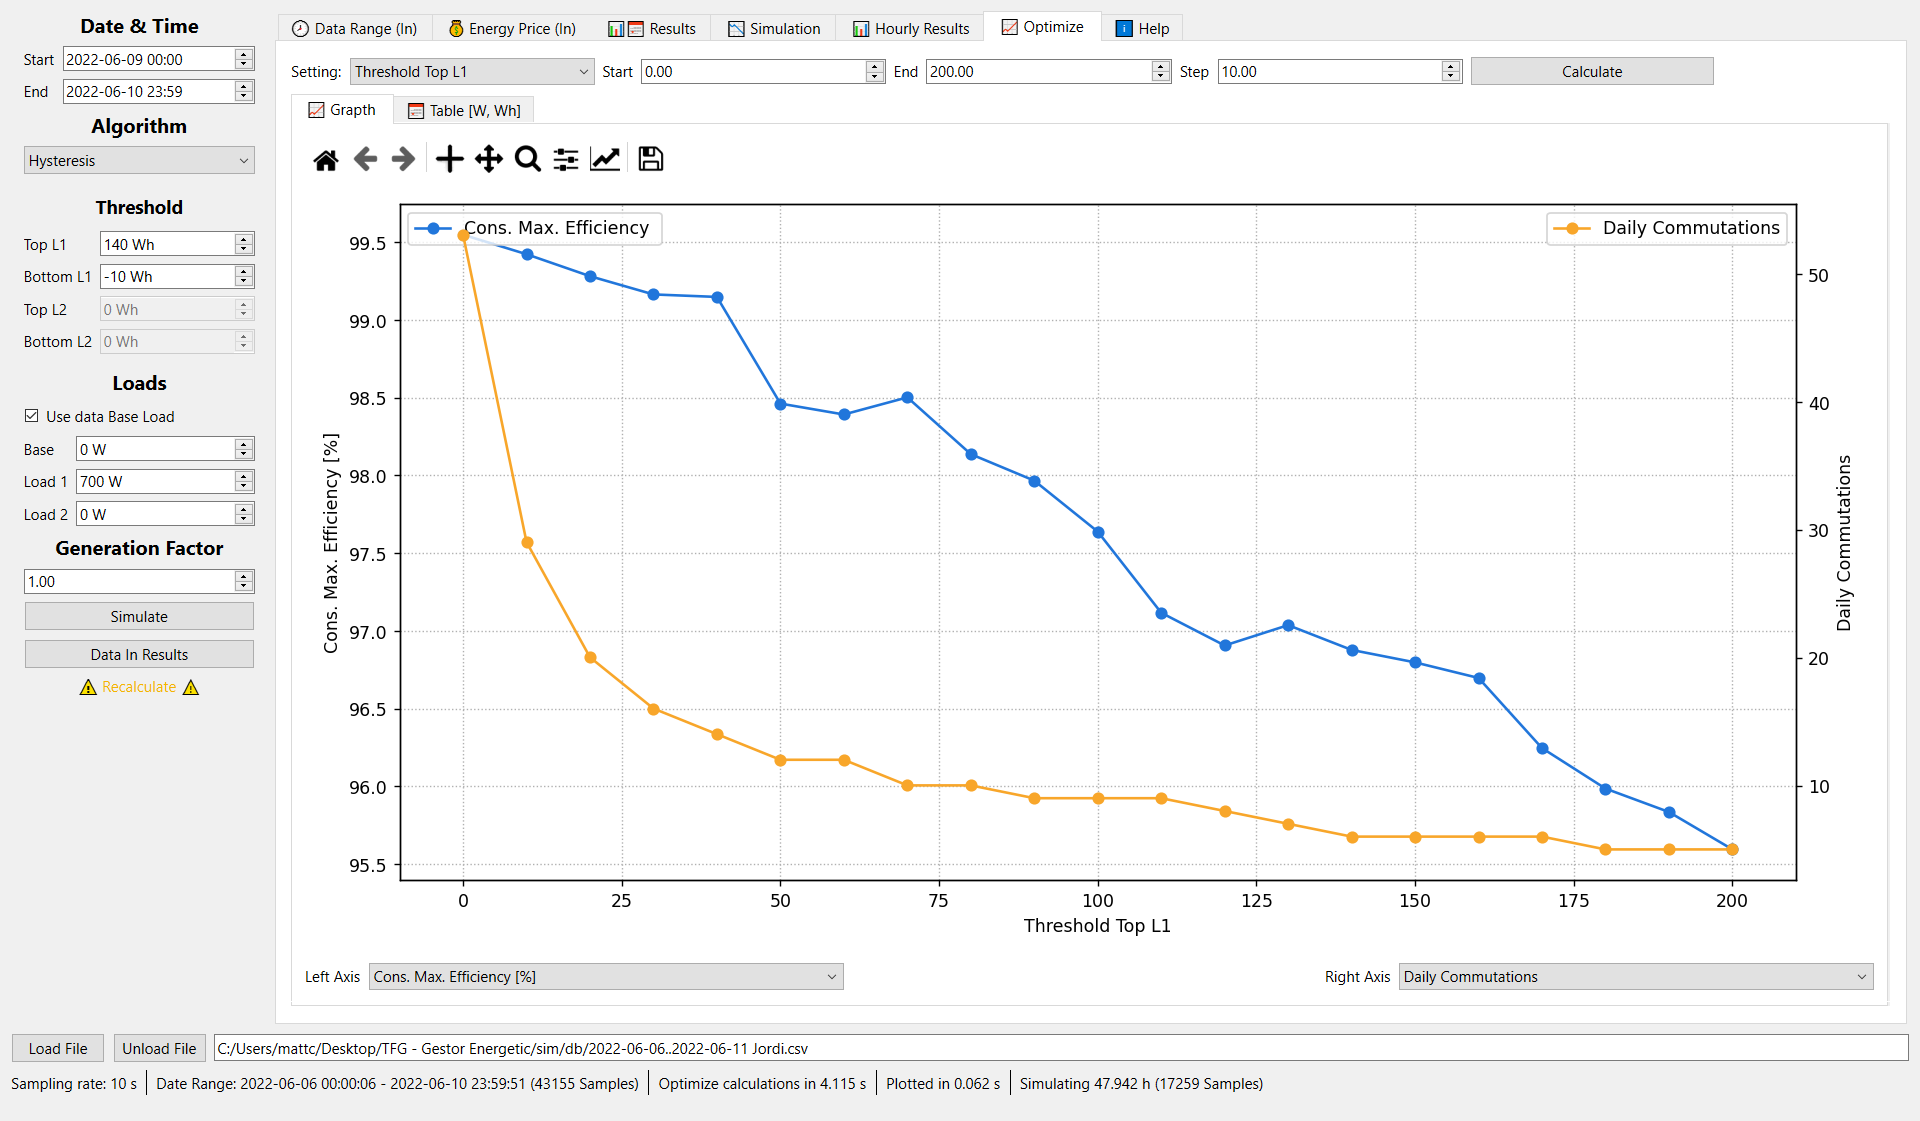 Date & Time
Start 2022-06-09 00:00
End 2022-06-10 23:59
Algorithm
Hysteresis
Threshold
Top L1 140 Wh
Bottom L1 -10 Wh
Top L2 0 Wh
Bottom L2 0 Wh
Loads
Use data Base Load
Base 0 W
Load 1 700 W
Load 2 0 W
Generation Factor
1.00
Simulate
Data In Results
Recalculate
Data Range (In) Energy Price (In) Results Simulation Hourly Results Optimize Help
Setting: Threshold Top L1 Start 0.00 End 200.00 Step 10.00 Calculate
Grapth Table [W, Wh]
Cons. Max. Efficiency Daily Commutations
99.5
99.0
98.5
98.0
97.5
97.0
96.5
96.0
95.5
Cons. Max. Efficiency [%]
50
40
30
20
10
Daily Commutations
0 25 50 75 100 125 150 175 200
Threshold Top L1
Left Axis Cons. Max. Efficiency [%] Right Axis Daily Commutations
Load File Unload File C:/Users/mattc/Desktop/TFG - Gestor Energetic/sim/db/2022-06-06..2022-06-11 Jordi.csv
Sampling rate: 10 s Date Range: 2022-06-06 00:00:06 - 2022-06-10 23:59:51 (43155 Samples) Optimize calculations in 4.115 s Plotted in 0.062 s Simulating 47.942 h (17259 Samples)